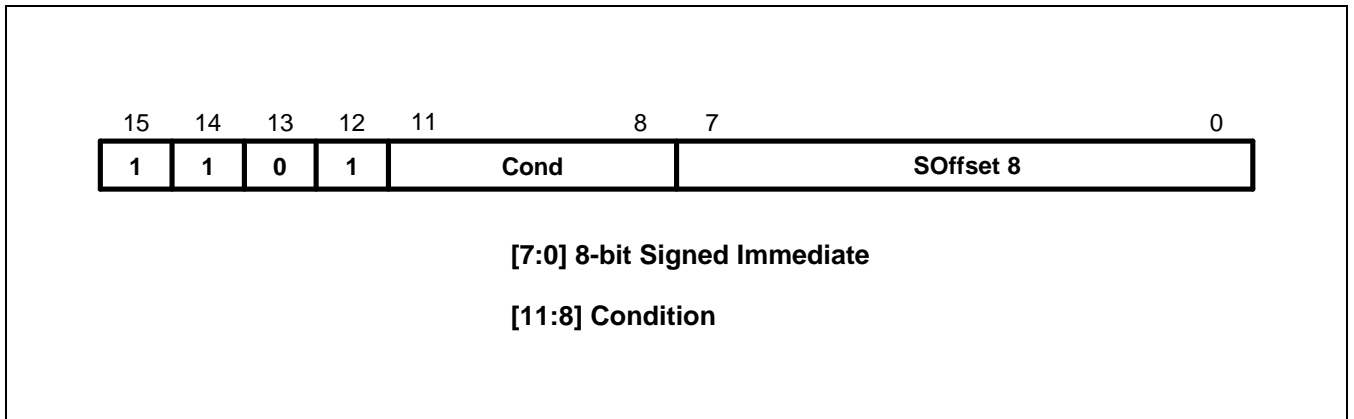 15 14 13 12 11 8 7 0
1 1 0 1 Cond SOffset 8
[7:0] 8-bit Signed Immediate
[11:8] Condition